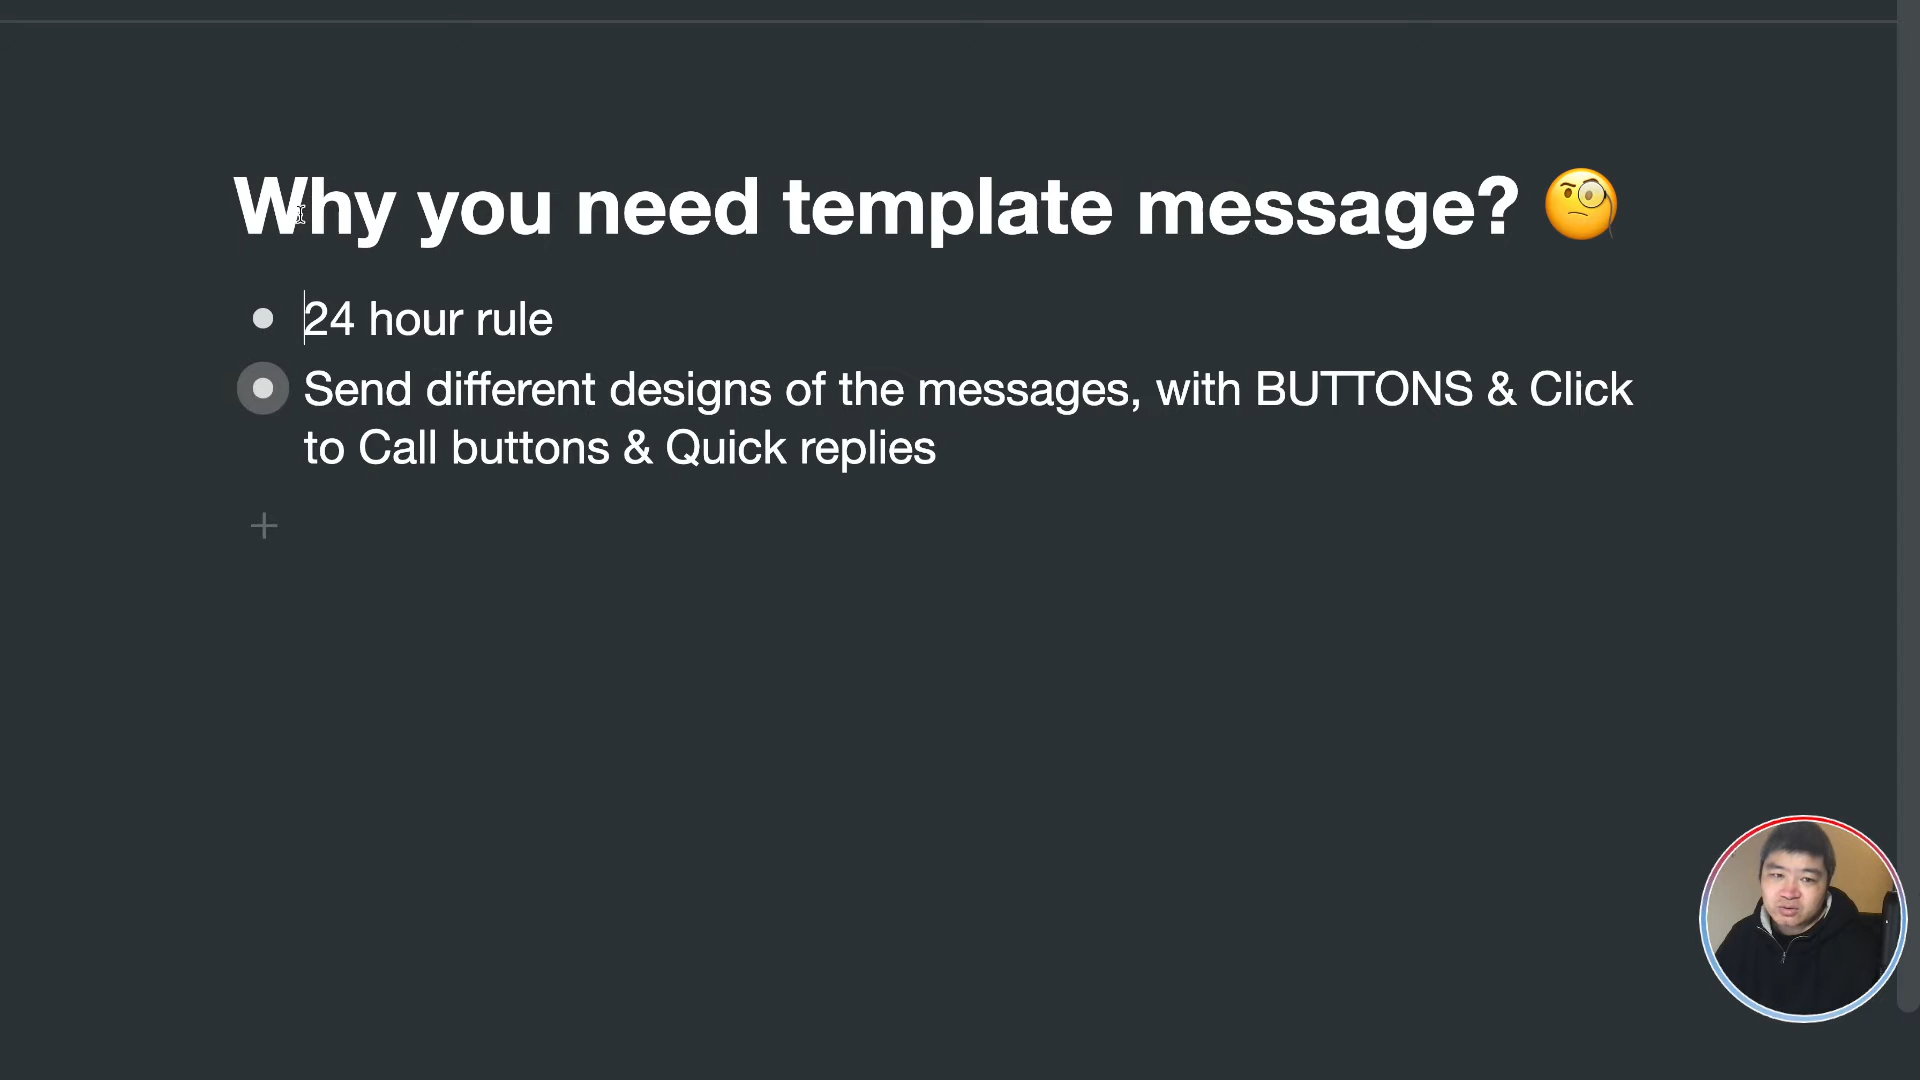 Why you need template message? 🧐
24 hour rule
Send different designs of the messages, with BUTTONS & Click
to Call buttons & Quick replies